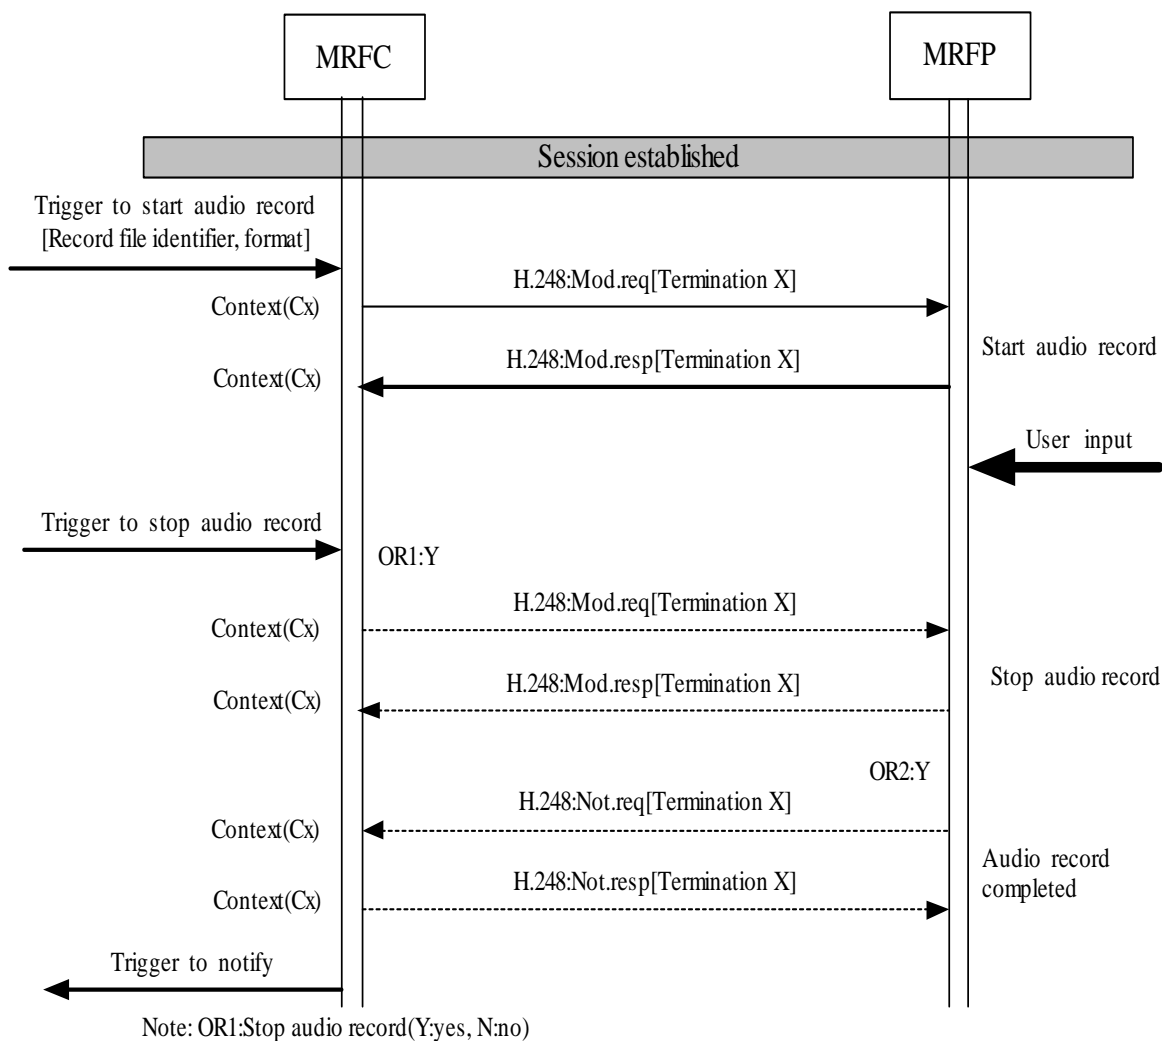 MRFC
MRFP
Session established
Trigger to start audio record
[Record file identifier, format]
H.248:Mod.req[Termination X]
Context(Cx)
Start audio record
H.248:Mod.resp[Termination X]
Context(Cx)
User input
Trigger to stop audio record
OR1:Y
H.248:Mod.req[Termination X]
Context(Cx)
Stop audio record
H.248:Mod.resp[Termination X]
Context(Cx)
OR2:Y
H.248:Not.req[Termination X]
Context(Cx)
Audio record
completed
H.248:Not.resp[Termination X]
Context(Cx)
Trigger to notify
Note: OR1:Stop audio record(Y:yes, N:no)